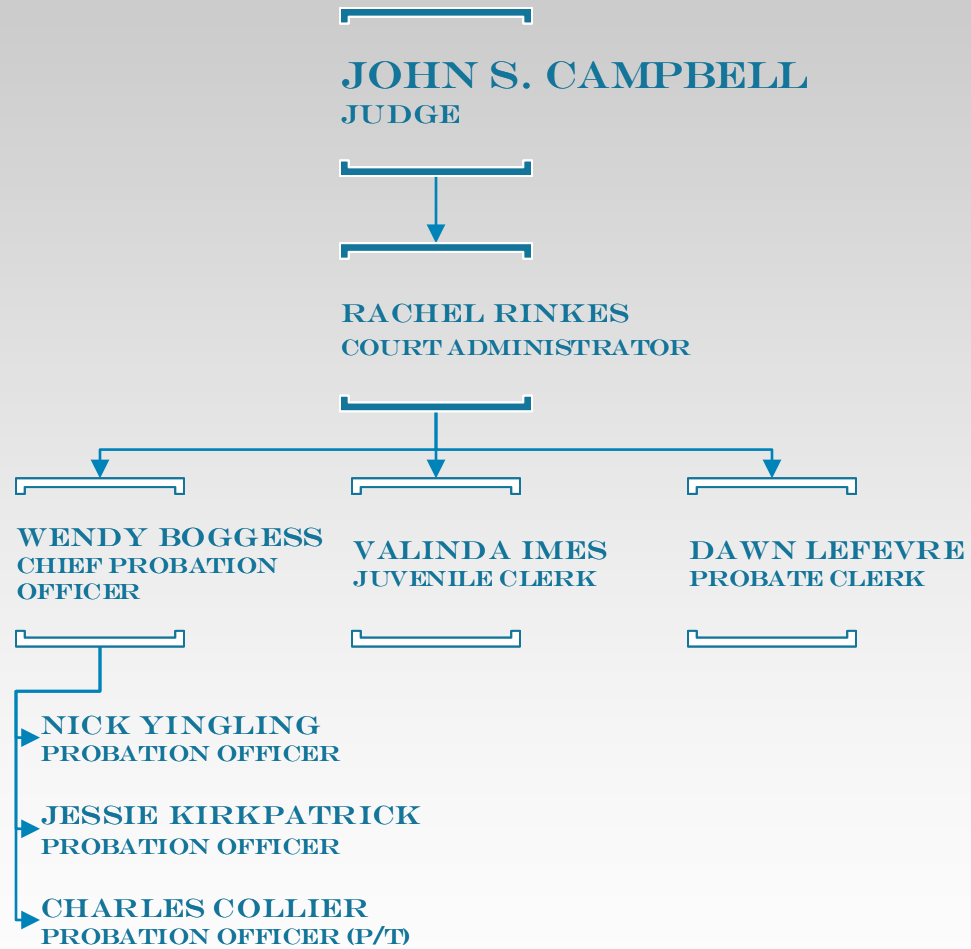 JOHN S. CAMPBELL
JUDGE
RACHEL RINKES
COURT ADMINISTRATOR
WENDY BOGGESS
CHIEF PROBATION
OFFICER
VALINDA IMES
JUVENILE CLERK
DAWN LEFEVRE
PROBATE CLERK
NICK YINGLING
PROBATION OFFICER
JESSIE KIRKPATRICK
PROBATION OFFICER
CHARLES COLLIER
PROBATION OFFICER (P/T)